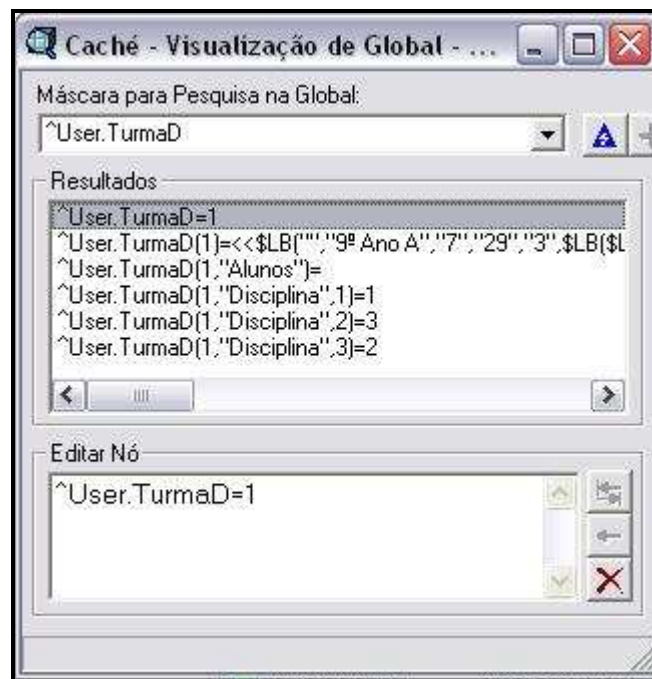 Caché - Visualização de Global - ...
Máscara para Pesquisa na Global:
^User.TurmaD
Resultados
^User.TurmaD=1
^User.TurmaD(1)=<<$LB("","9º Ano A","7","29","3",$LB($L
^User.TurmaD(1,"Alunos")=
^User.TurmaD(1,"Disciplina",1)=1
^User.TurmaD(1,"Disciplina",2)=3
^User.TurmaD(1,"Disciplina",3)=2
Editar Nó
^User.TurmaD=1